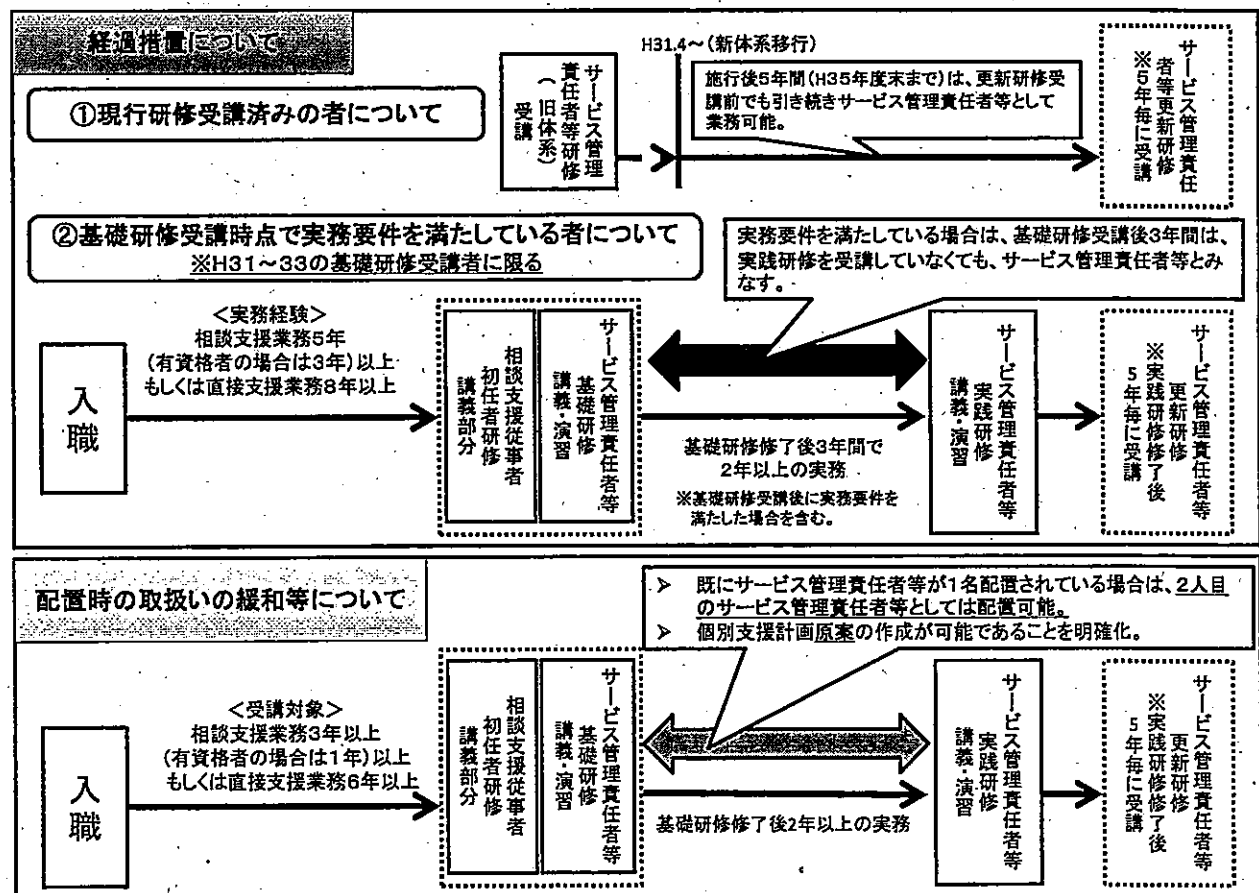 経過措置について
H31.4～(新体系移行)
①現行研修受講済みの者について
サービス管理
責任者等研修
（旧体系）
受講
施行後5年間(H35年度末まで)は、更新研修受
講前でも引き続きサービス管理責任者等として
業務可能。
サービス管理責任
者等更新研修
※5年毎に受講
②基礎研修受講時点で実務要件を満たしている者について
※H31～33の基礎研修受講者に限る
実務要件を満たしている場合は、基礎研修受講後3年間は、
実践研修を受講していなくても、サービス管理責任者等とみ
なす。
入職
＜実務経験＞
相談支援業務5年
(有資格者の場合は3年)以上
もしくは直接支援業務8年以上
相談支援従事者
初任者研修
講義部分
サービス管理責任者等
基礎研修
講義・演習
基礎研修修了後3年間で
2年以上の実務
※基礎研修受講後に実務要件を
満たした場合を含む。
サービス管理責任者等
実践研修
講義・演習
サービス管理責任者等
更新研修
※実践研修修了後
5年毎に受講
配置時の取扱いの緩和等について
➢ 既にサービス管理責任者等が1名配置されている場合は、2人目
のサービス管理責任者等としては配置可能。
➢ 個別支援計画原案の作成が可能であることを明確化。
入職
＜受講対象＞
相談支援業務3年以上
(有資格者の場合は1年)以上
もしくは直接支援業務6年以上
相談支援従事者
初任者研修
講義部分
サービス管理責任者等
基礎研修
講義・演習
基礎研修修了後2年以上の実務
サービス管理責任者等
実践研修
講義・演習
サービス管理責任者等
更新研修
※実践研修修了後
5年毎に受講